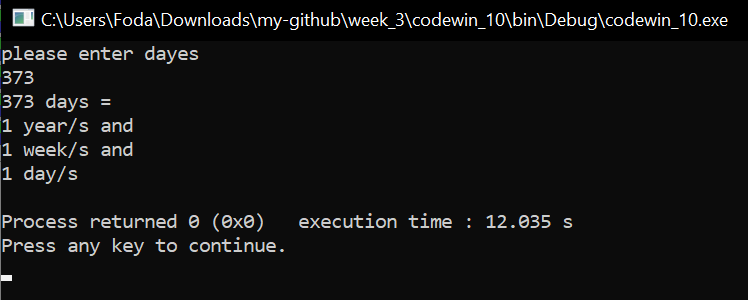 C:\Users\Foda\Downloads\my-github\week_3\codewin_10\bin\Debug\codewin_10.exe
please enter dayes
373
373 days =
1 year/s and
1 week/s and
1 day/s
Process returned 0 (0x0)   execution time : 12.035 s
Press any key to continue.